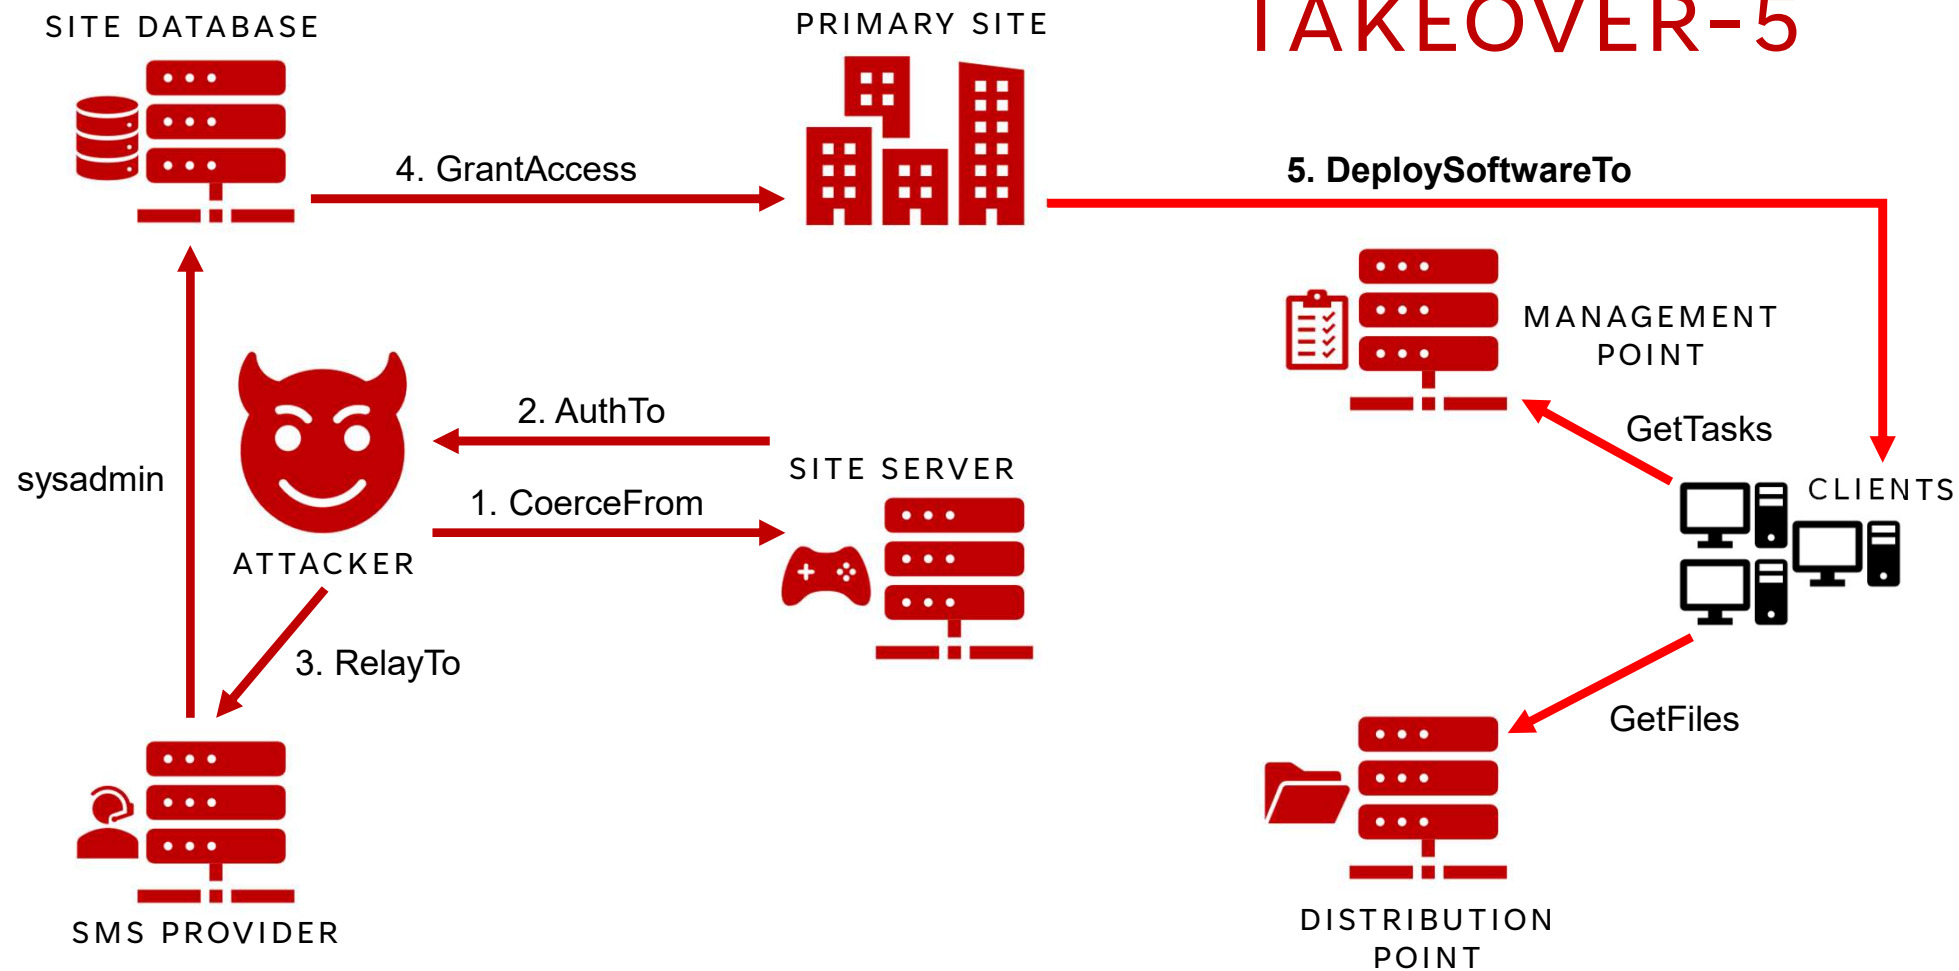 TAKEOVER-5
SITE DATABASE
PRIMARY SITE
4. GrantAccess
5. DeploySoftwareTo
MANAGEMENT
POINT
2. AuthTo
GetTasks
sysadmin
SITE SERVER
CLIENTS
1. CoerceFrom
ATTACKER
3. RelayTo
GetFiles
SMS PROVIDER
DISTRIBUTION
POINT